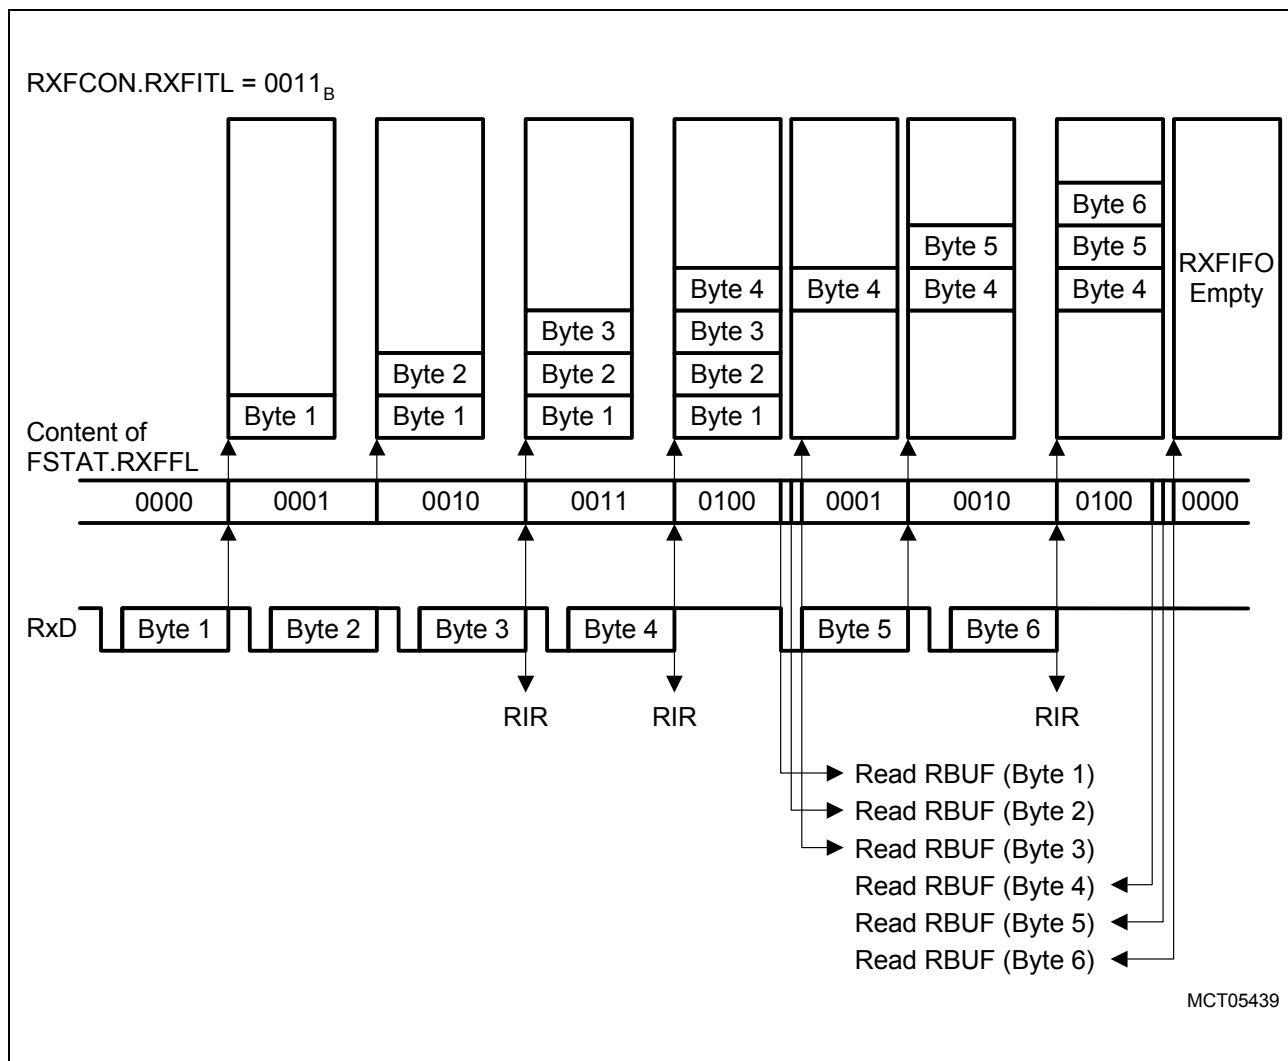 RXFCON.RXFITL = 0011B
Byte 6
Byte 5 Byte 5 RXFIFO
Byte 4 Byte 4 Byte 4 Byte 4 Empty
Byte 3 Byte 3
Byte 2 Byte 2 Byte 2
Byte 1 Byte 1 Byte 1 Byte 1
Content of
FSTAT.RXFFL
0000 0001 0010 0011 0100 0001 0010 0100 0000
RxD Byte 1 Byte 2 Byte 3 Byte 4 Byte 5 Byte 6
RIR RIR RIR
Read RBUF (Byte 1)
Read RBUF (Byte 2)
Read RBUF (Byte 3)
Read RBUF (Byte 4)
Read RBUF (Byte 5)
Read RBUF (Byte 6)
MCT05439